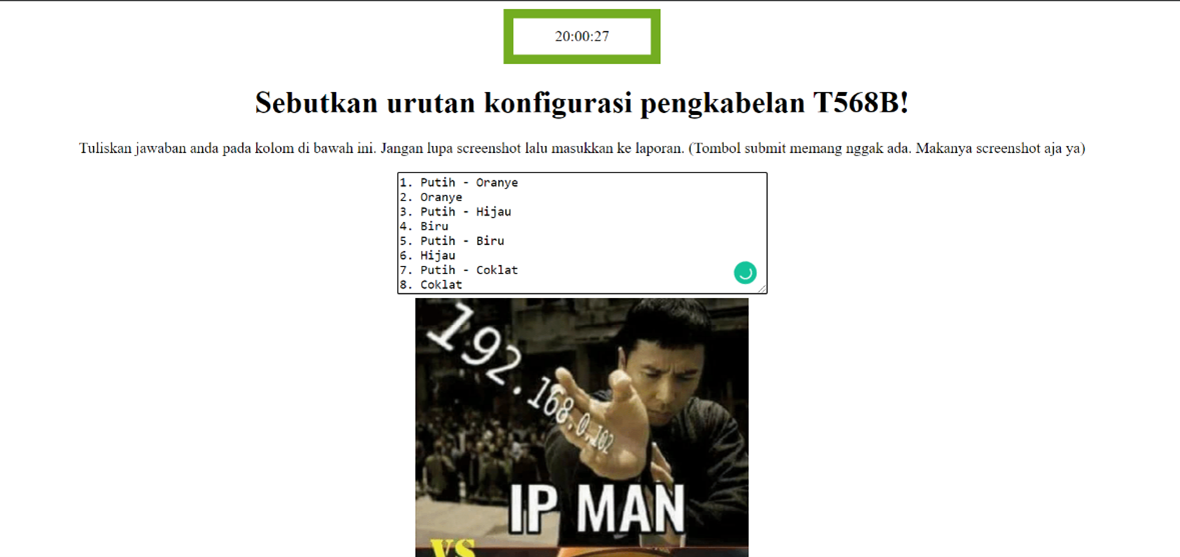 20:00:27
Sebutkan urutan konfigurasi pengkabelan T568B!
Tuliskan jawaban anda pada kolom di bawah ini. Jangan lupa screenshot lalu masukkan ke laporan. (Tombol submit memang nggak ada. Makanya screenshot aja ya)
1. Putih - Oranye
2. Oranye
3. Putih - Hijau
4. Biru
5. Putih - Biru
6. Hijau
7. Putih - Coklat
8. Coklat
192.168.0.102
IP MAN
VS